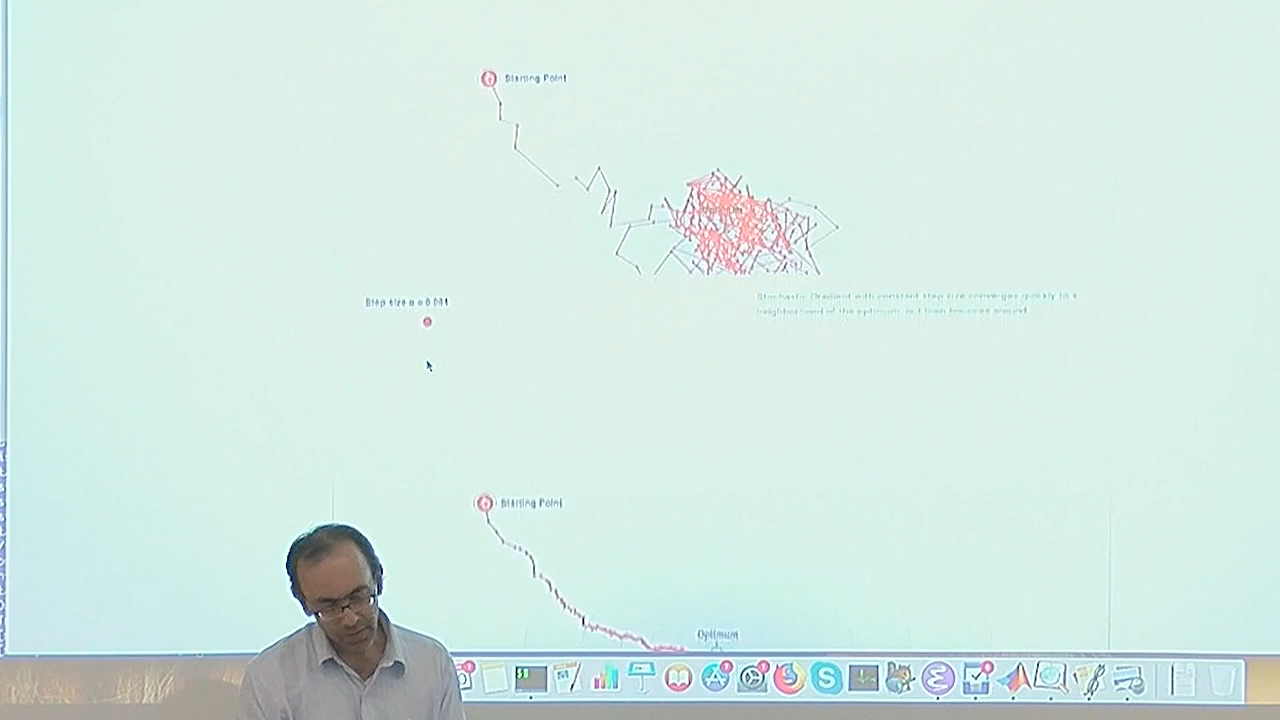 Starting Point
Step size α = 0.001
Stochastic Gradient with constant step size converges quickly to a
neighborhood of the optimum, but then bounces around
Starting Point
Optimum